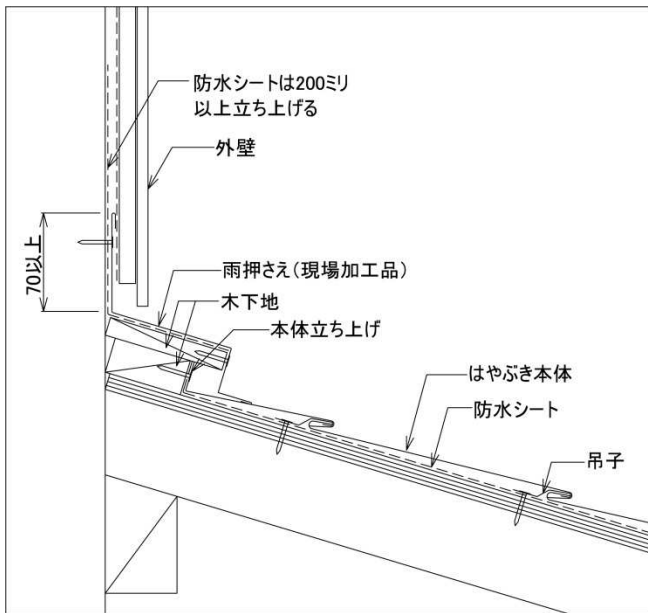 防水シートは200ミリ
以上立ち上げる
外壁
70以上
雨押さえ(現場加工品)
木下地
本体立ち上げ
はやぶき本体
防水シート
吊子